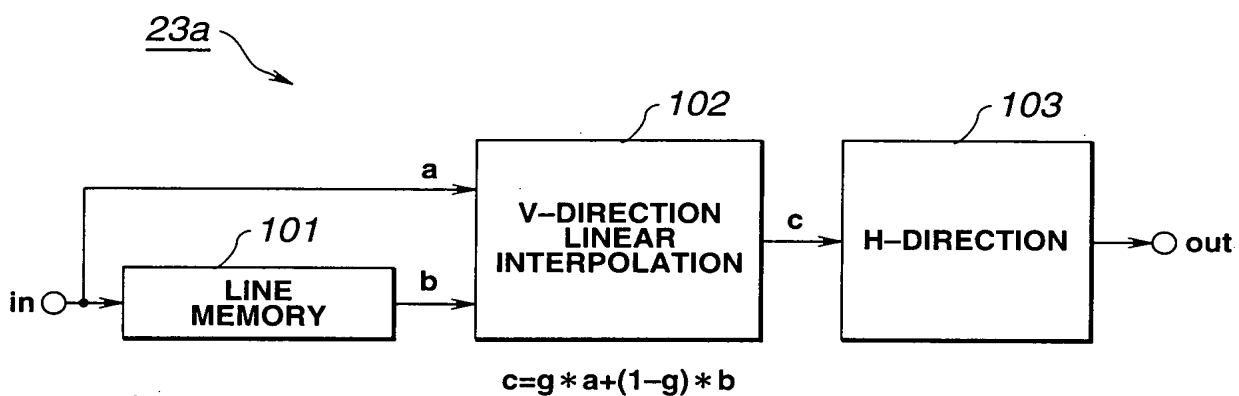 23a
102
103
a
V–DIRECTION
LINEAR
INTERPOLATION
c
H–DIRECTION
out
101
in
LINE
MEMORY
b
c=g*a+(1–g)*b